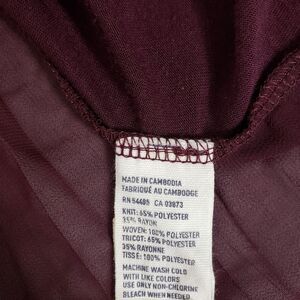 MADE IN CAMBODIA
FABRIQUÉ AU CAMBODGE
RN 54485 CA 03873
KNIT: 65% POLYESTER
35% RAYON
WOVEN: 100% POLYESTER
TRICOT: 65% POLYESTER
35% RAYONNE
TISSE: 100% POLYESTER
MACHINE WASH COLD
WITH LIKE COLORS
USE ONLY NON-CHLORINE
BLEACH WHEN NEEDED